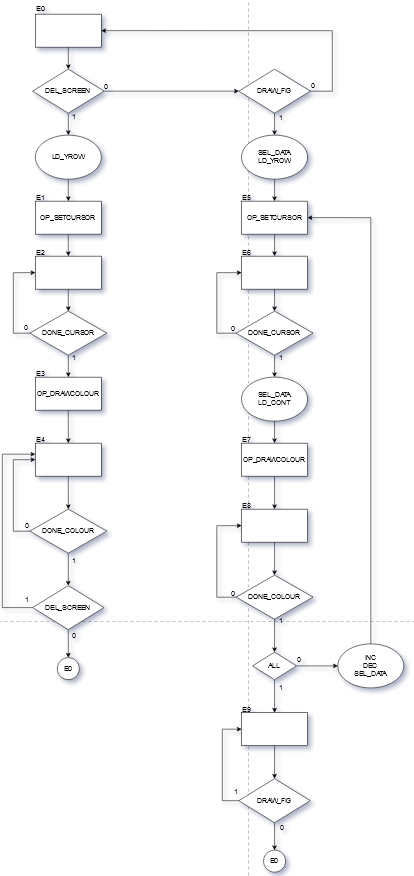 E0
DEL_SCREEN
0
1
DRAW_FIG
0
1
LD_YROW
SEL_DATA
LD_YROW
E1
OP_SETCURSOR
E5
OP_SETCURSOR
E2
E6
DONE_CURSOR
0
1
DONE_CURSOR
0
1
E3
OP_DRAWCOLOUR
SEL_DATA
LD_CONT
E4
E7
OP_DRAWCOLOUR
E8
DONE_COLOUR
0
1
DONE_COLOUR
0
1
DEL_SCREEN
1
0
E0
ALL
0
1
INC
DEC
SEL_DATA
E9
DRAW_FIG
1
0
E0